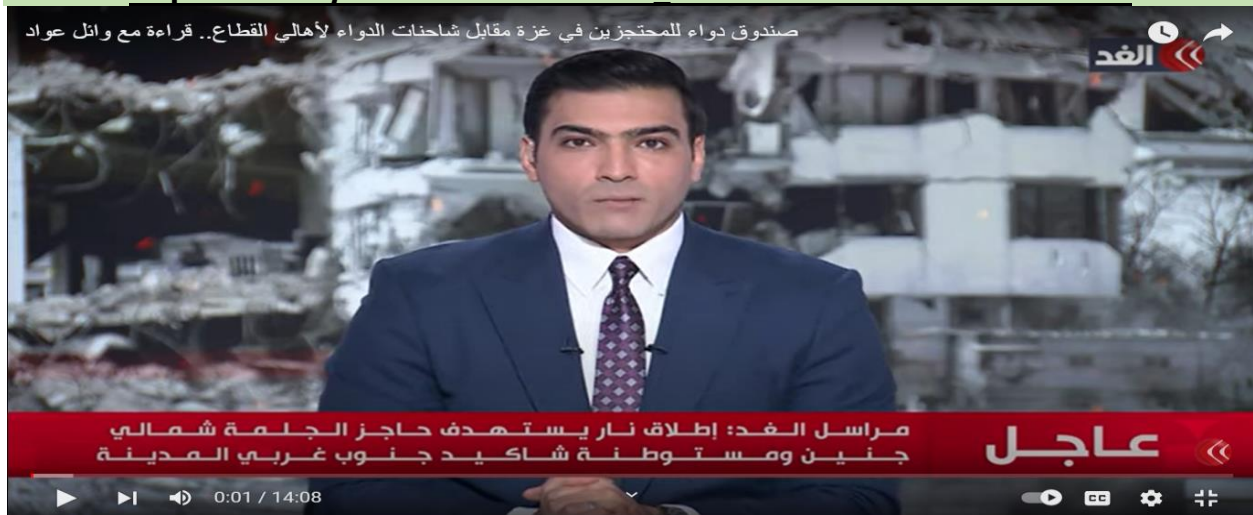 صندوق دواء للمحتجزين في غزة مقابل شاحنات الدواء لأهالي القطاع.. قراءة مع وائل عواد
الغد
عاجل
مراسل الغد: إطلاق نار يستهدف حاجز الجلمة شمالي
جنين ومستوطنة شاكيد جنوب غربي المدينة
0:01 / 14:08
CC